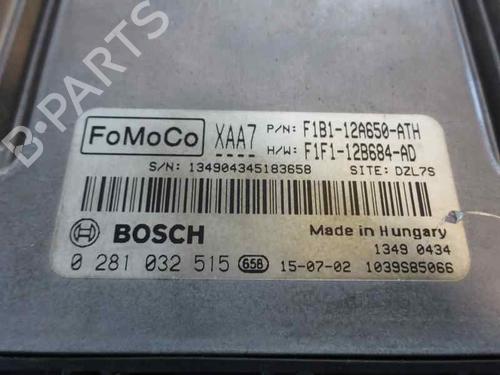 FoMoCo XAA7 P/N: F1B1-12A650-ATH
H/W: F1F1-12B684-AD
S/N: 134904345183658 SITE: DZL7S
BOSCH Made in Hungary
1349 0434
0 281 032 515 658 15-07-02 1039S85066
B-PARTS